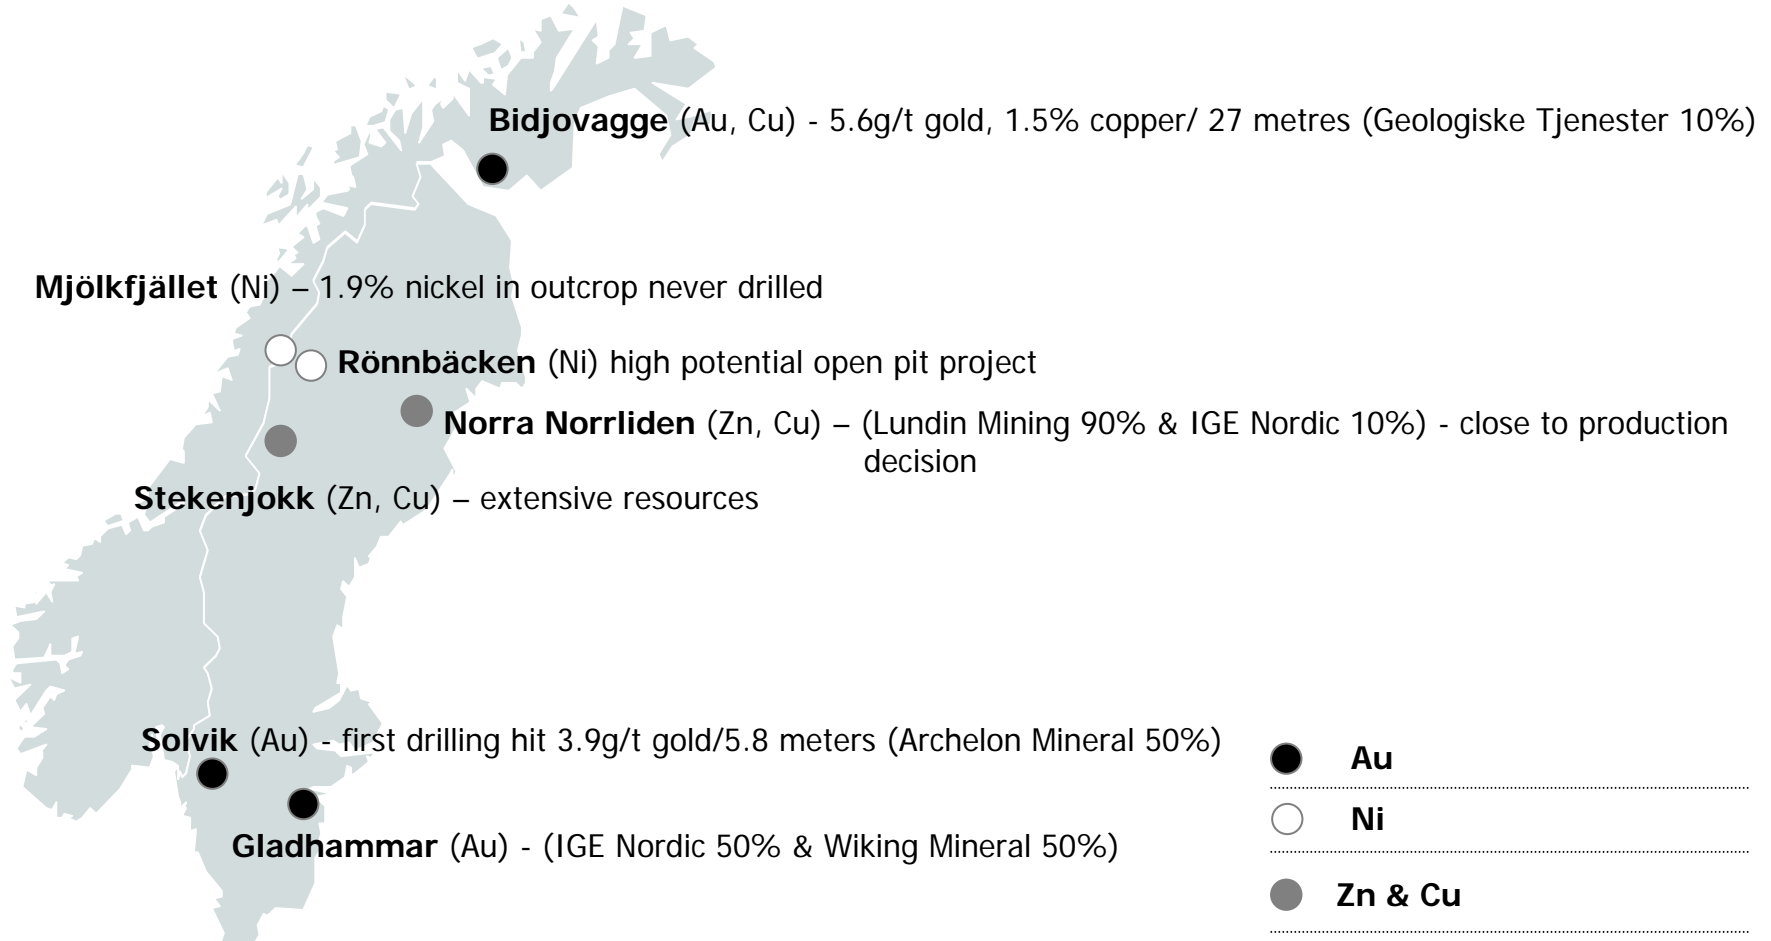 Bidjovagge (Au, Cu) - 5.6g/t gold, 1.5% copper/ 27 metres (Geologiske Tjenester 10%)
Mjölkfjället (Ni) – 1.9% nickel in outcrop never drilled
Rönnbäcken (Ni) high potential open pit project
Norra Norrliden (Zn, Cu) – (Lundin Mining 90% & IGE Nordic 10%) - close to production
decision
Stekenjokk (Zn, Cu) – extensive resources
Solvik (Au) - first drilling hit 3.9g/t gold/5.8 meters (Archelon Mineral 50%)
Gladhammar (Au) - (IGE Nordic 50% & Wiking Mineral 50%)
Au
Ni
Zn & Cu